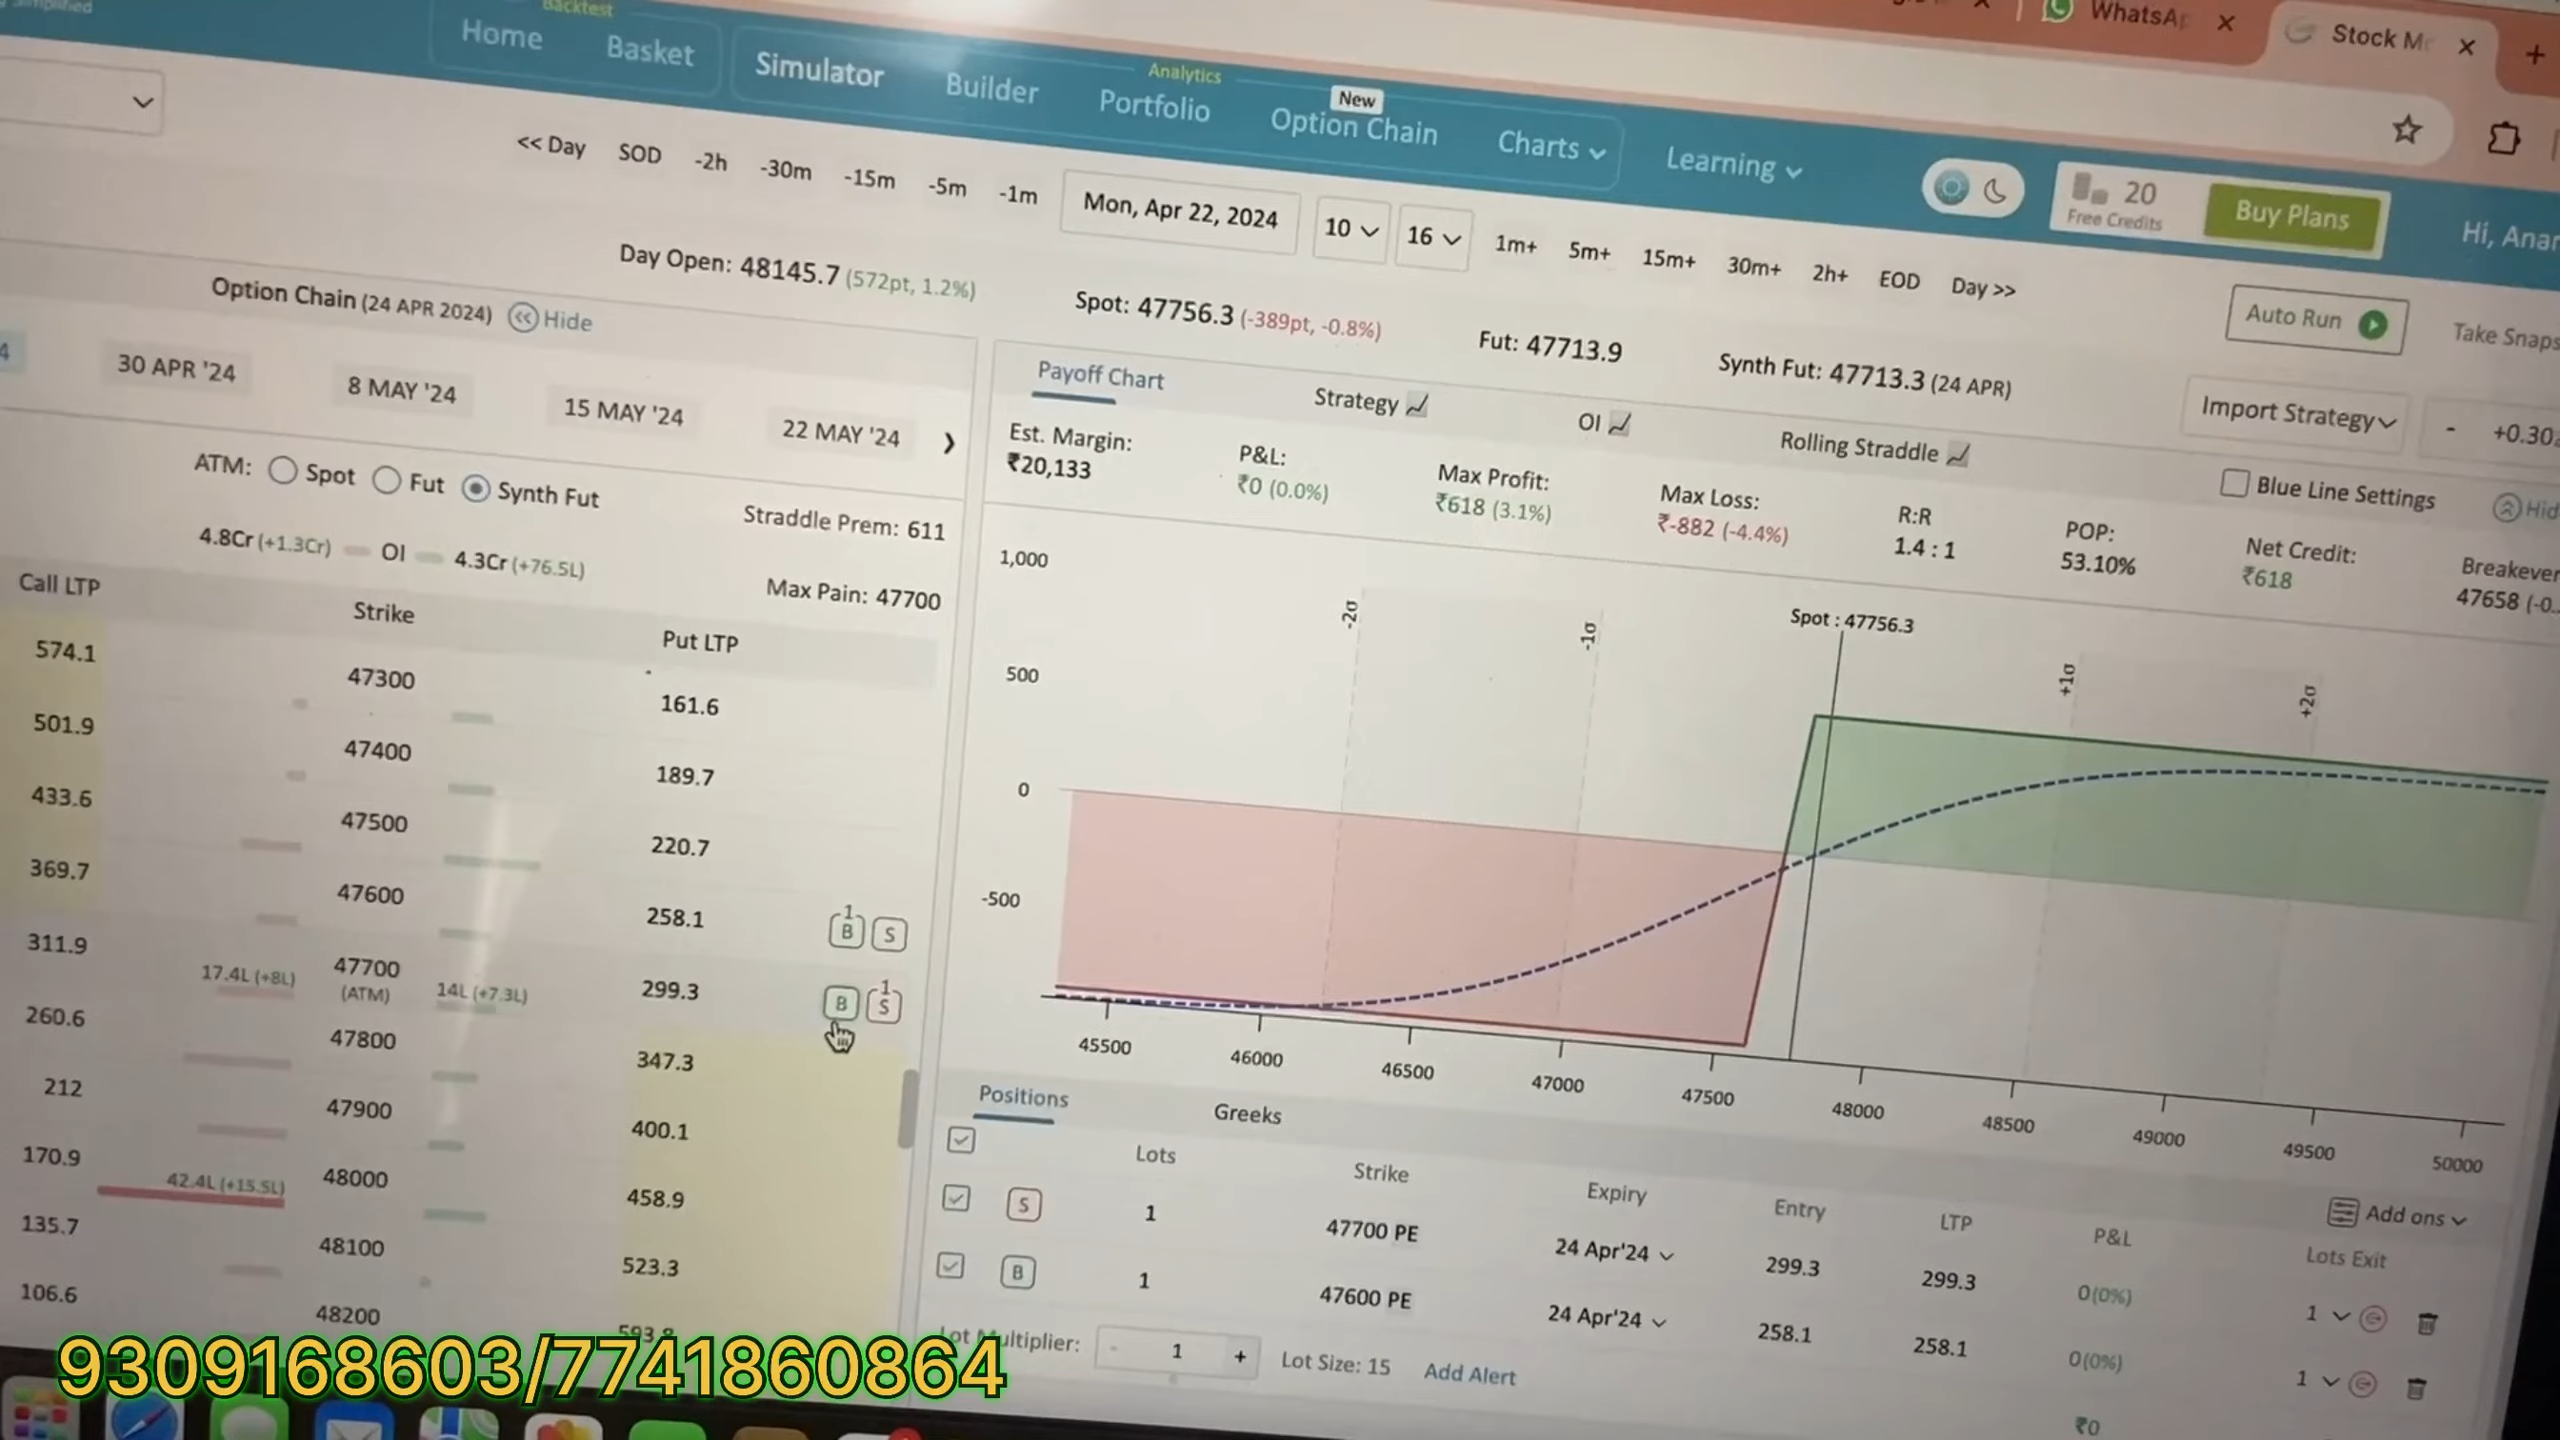 Simplified
Backtest
Home
Basket
Simulator
Builder
Analytics
Portfolio
New
Option Chain
Charts
Learning
WhatsAp
Stock Mo
20
Free Credits
Buy Plans
Hi, Anan
<< Day
SOD
-2h
-30m
-15m
-5m
-1m
Mon, Apr 22, 2024
10
16
1m+
5m+
15m+
30m+
2h+
EOD
Day >>
Day Open: 48145.7 (572pt, 1.2%)
Spot: 47756.3 (-389pt, -0.8%)
Fut: 47713.9
Synth Fut: 47713.3 (24 APR)
Auto Run
Take Snaps
Import Strategy
- +0.30
Option Chain (24 APR 2024)
Hide
4
30 APR '24
8 MAY '24
15 MAY '24
22 MAY '24
ATM: Spot Fut Synth Fut
Straddle Prem: 611
4.8Cr (+1.3Cr) OI 4.3Cr (+76.5L)
Max Pain: 47700
Call LTP Strike Put LTP
574.1 47300 161.6
501.9 47400 189.7
433.6 47500 220.7
369.7 47600 258.1 1 B S
311.9 17.4L (+8L) 47700 14L (+7.3L) 299.3 B 1 S
(ATM)
260.6 47800 347.3
212 47900 400.1
170.9 42.4L (+15.5L) 48000 458.9
135.7 48100 523.3
106.6 48200 593.8
Payoff Chart
Strategy
OI
Rolling Straddle
Blue Line Settings
Hid
Est. Margin:
₹20,133
P&L:
₹0 (0.0%)
Max Profit:
₹618 (3.1%)
Max Loss:
₹-882 (-4.4%)
R:R
1.4 : 1
POP:
53.10%
Net Credit:
₹618
Breakeven
47658 (-0.
1,000
500
0
-500
-2σ
-1σ
Spot : 47756.3
+1σ
+2σ
45500
46000
46500
47000
47500
48000
48500
49000
49500
50000
Positions
Greeks
Add ons
Lots Strike Expiry Entry LTP P&L Lots Exit
S 1 47700 PE 24 Apr'24 299.3 299.3 0(0%) 1
B 1 47600 PE 24 Apr'24 258.1 258.1 0(0%) 1
Lot Multiplier: - 1 + Lot Size: 15 Add Alert
₹0
9309168603/7741860864